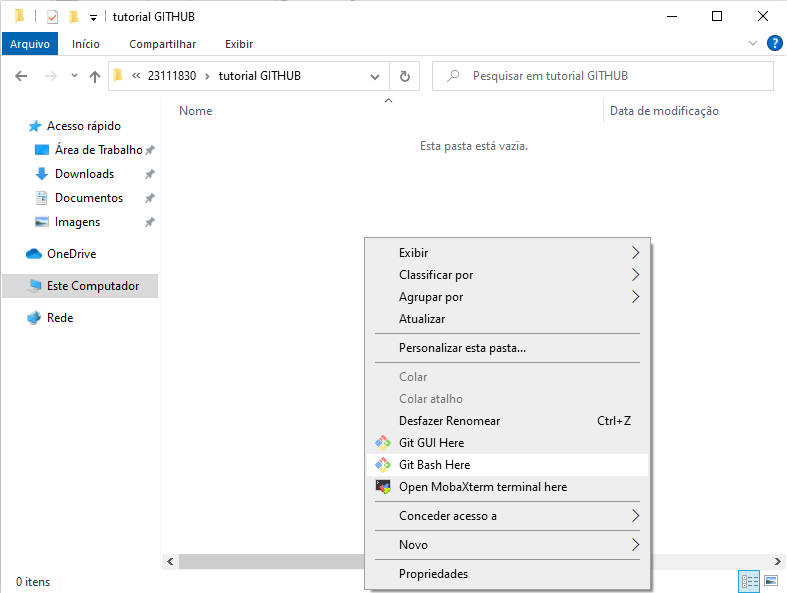 tutorial GITHUB
Arquivo Início Compartilhar Exibir
23111830 tutorial GITHUB Pesquisar em tutorial GITHUB
Nome Data de modificação
Esta pasta está vazia.
Acesso rápido
Área de Trabalho
Downloads
Documentos
Imagens
OneDrive
Este Computador
Rede
Exibir
Classificar por
Agrupar por
Atualizar
Personalizar esta pasta...
Colar
Colar atalho
Desfazer Renomear Ctrl+Z
Git GUI Here
Git Bash Here
Open MobaXterm terminal here
Conceder acesso a
Novo
Propriedades
0 itens